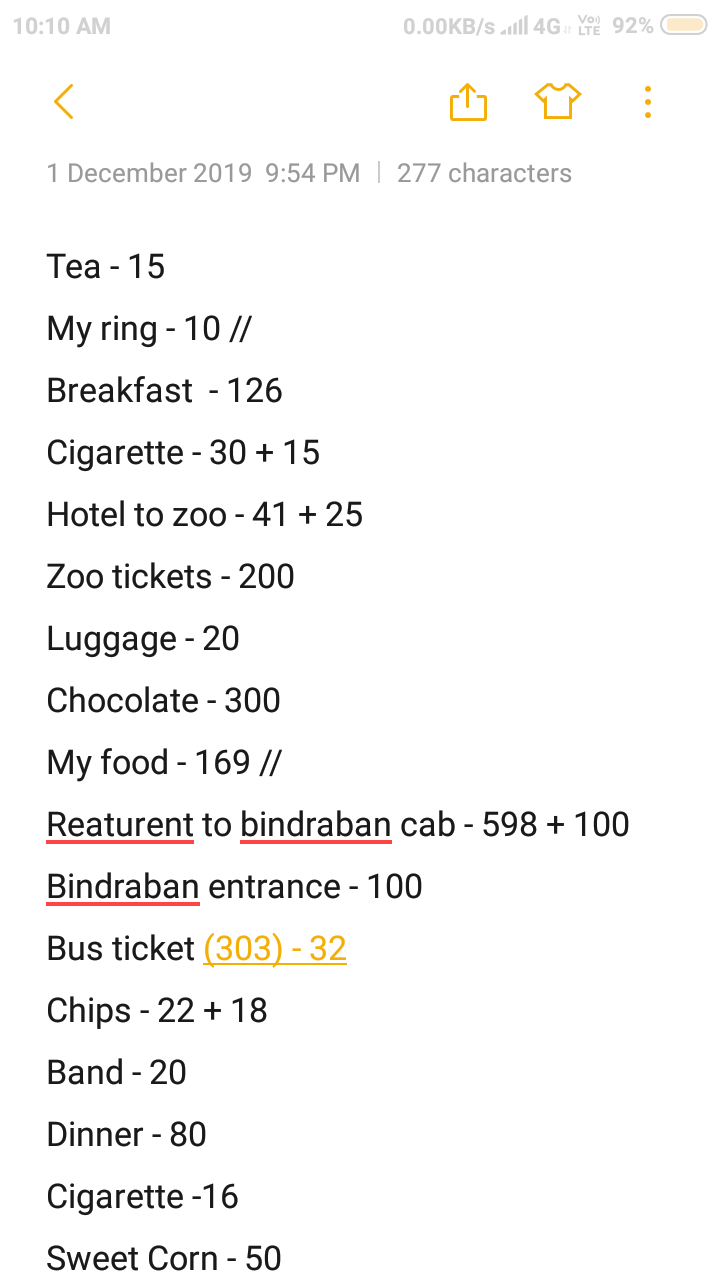 10:10 AM 0.00KB/s 4G Vo)) LTE 92%
1 December 2019 9:54 PM | 277 characters
Tea - 15
My ring - 10 //
Breakfast  - 126
Cigarette - 30 + 15
Hotel to zoo - 41 + 25
Zoo tickets - 200
Luggage - 20
Chocolate - 300
My food - 169 //
Reaturent to bindraban cab - 598 + 100
Bindraban entrance - 100
Bus ticket (303) - 32
Chips - 22 + 18
Band - 20
Dinner - 80
Cigarette -16
Sweet Corn - 50